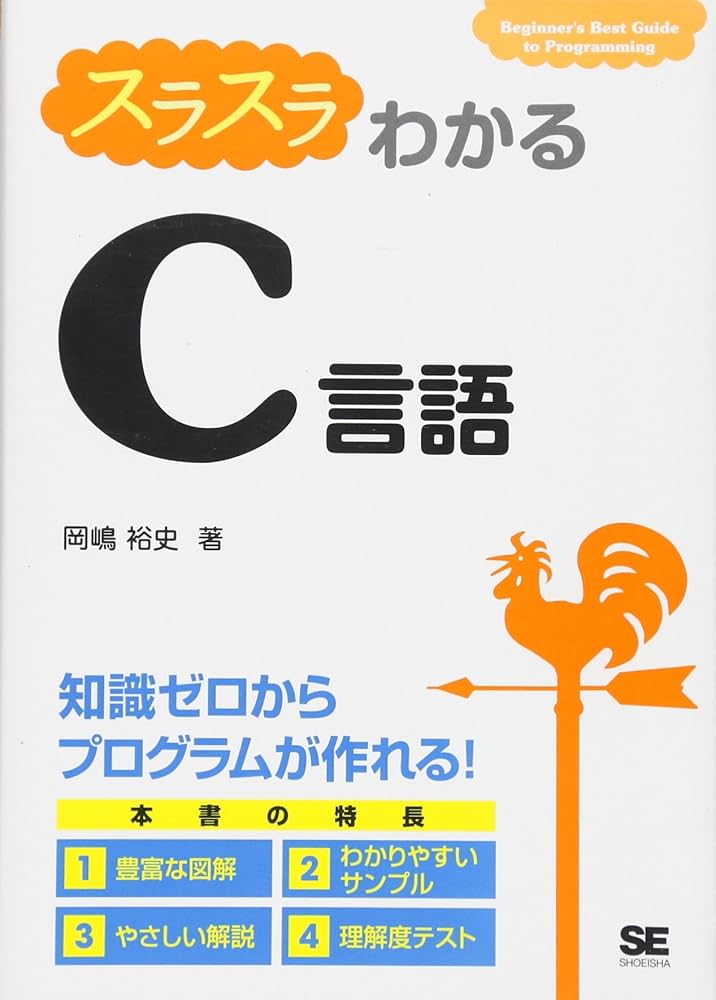 Beginner's Best Guide
to Programming
スラスラ
わかる
C言語
岡嶋 裕史 著
知識ゼロから
プログラムが作れる!
本書の特長
1 豊富な図解
2 わかりやすい
サンプル
3 やさしい解説
4 理解度テスト
SE
SHOEISHA